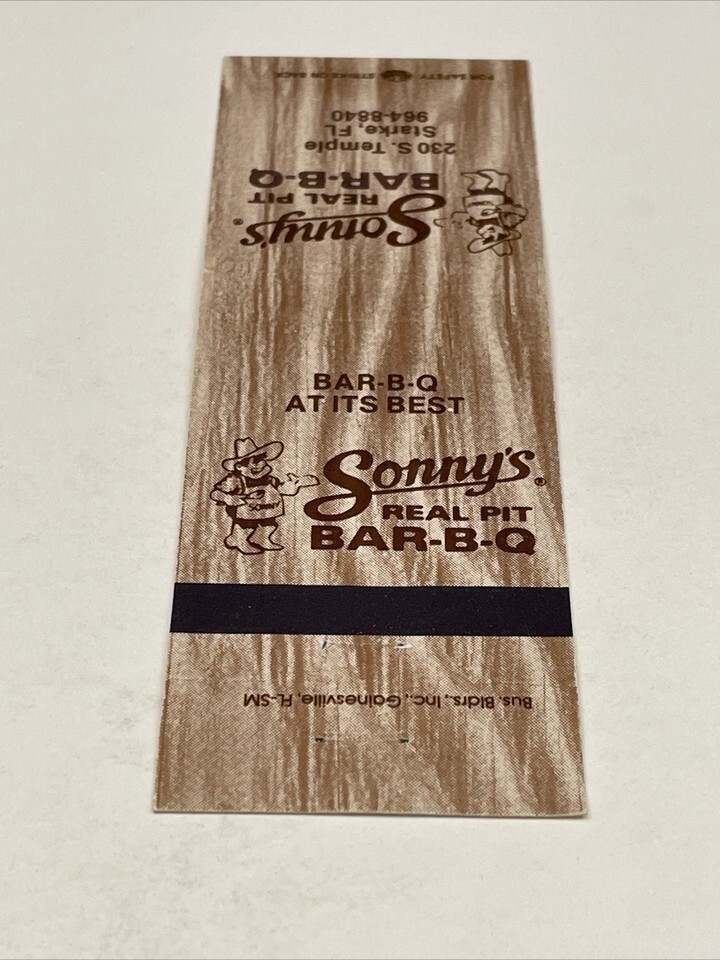 FOR SAFETY STRIKE ON BACK
Sonny's®
REAL PIT
BAR-B-Q
230 S. Temple
Starke, FL
964-8840
BAR-B-Q
AT ITS BEST
SONNY
Sonny's®
REAL PIT
BAR-B-Q
Bus. Bldrs., Inc., Gainesville, FL-SM